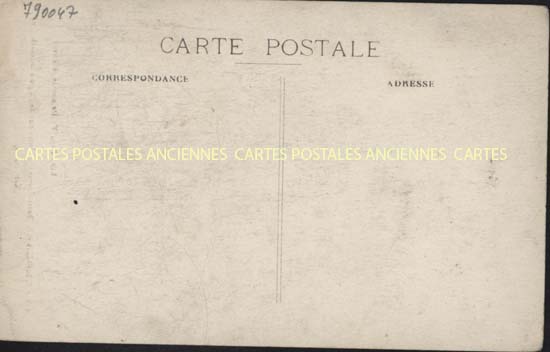 790047
CARTE POSTALE
CORRESPONDANCE
ADRESSE
CARTES POSTALES ANCIENNES CARTES POSTALES ANCIENNES CARTES